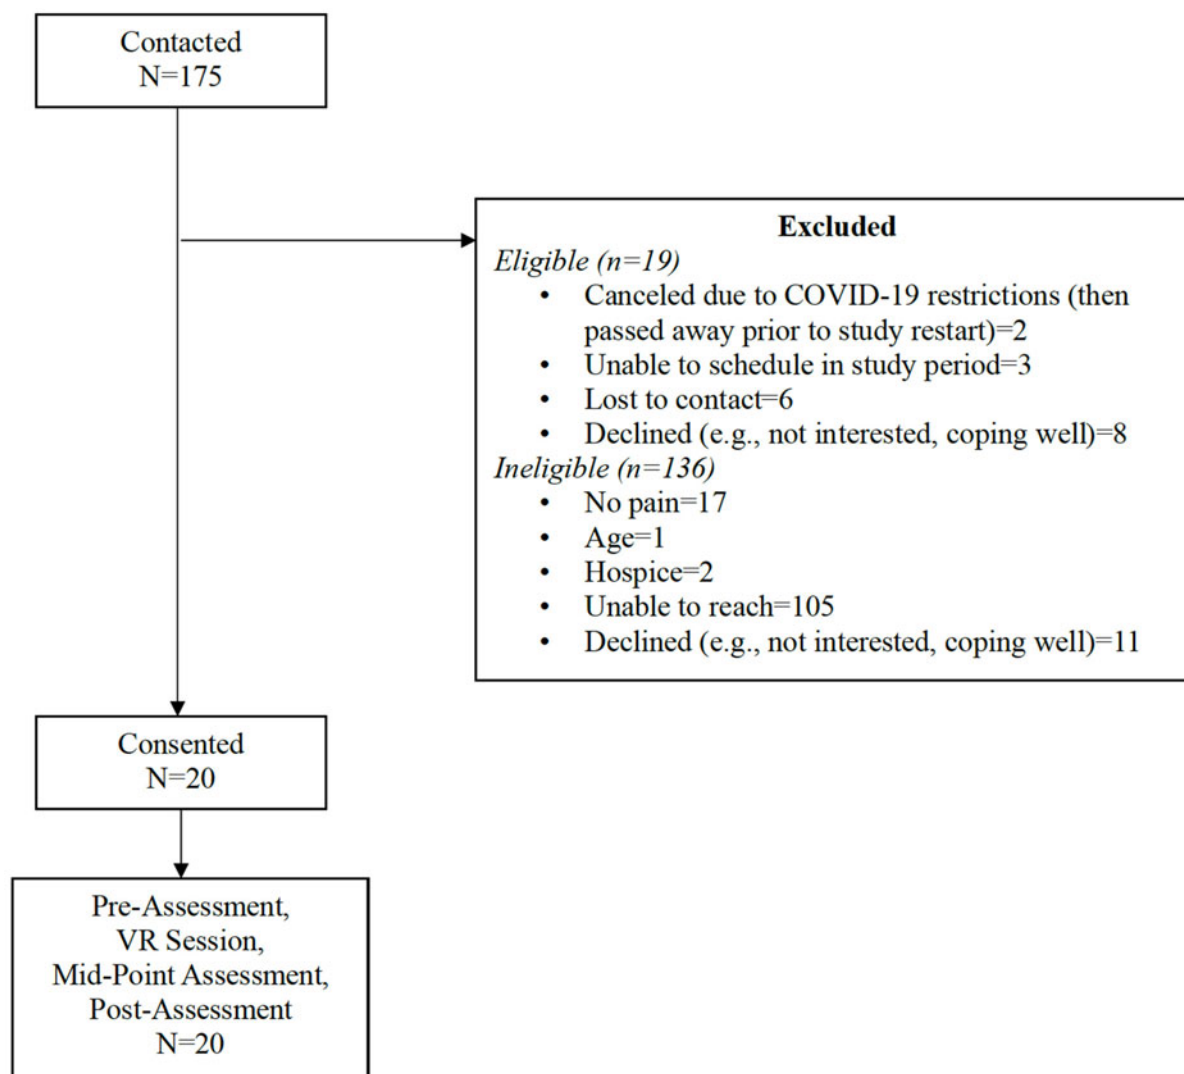 Contacted
N=175
Excluded
Eligible (n=19)
• Canceled due to COVID-19 restrictions (then
passed away prior to study restart)=2
• Unable to schedule in study period=3
• Lost to contact=6
• Declined (e.g., not interested, coping well)=8
Ineligible (n=136)
• No pain=17
• Age=1
• Hospice=2
• Unable to reach=105
• Declined (e.g., not interested, coping well)=11
Consented
N=20
Pre-Assessment,
VR Session,
Mid-Point Assessment,
Post-Assessment
N=20